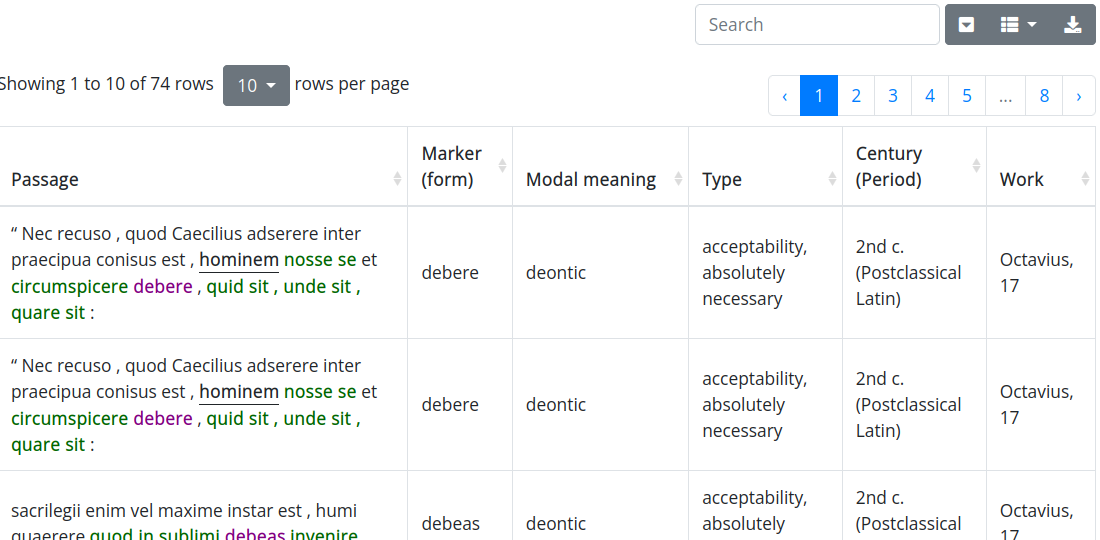 Search
Showing 1 to 10 of 74 rows 10 rows per page
‹ 1 2 3 4 5 ... 8 ›
Passage
Marker
(form)
Modal meaning
Type
Century
(Period)
Work
“ Nec recuso , quod Caecilius adserere inter
praecipua conisus est , hominem nosse se et
circumspicere debere , quid sit , unde sit ,
quare sit :
debere
deontic
acceptability,
absolutely
necessary
2nd c.
(Postclassical
Latin)
Octavius,
17
“ Nec recuso , quod Caecilius adserere inter
praecipua conisus est , hominem nosse se et
circumspicere debere , quid sit , unde sit ,
quare sit :
debere
deontic
acceptability,
absolutely
necessary
2nd c.
(Postclassical
Latin)
Octavius,
17
sacrilegii enim vel maxime instar est , humi
quaerere quod in sublimi debeas invenire
debeas
deontic
acceptability,
absolutely
2nd c.
(Postclassical
Octavius,
17